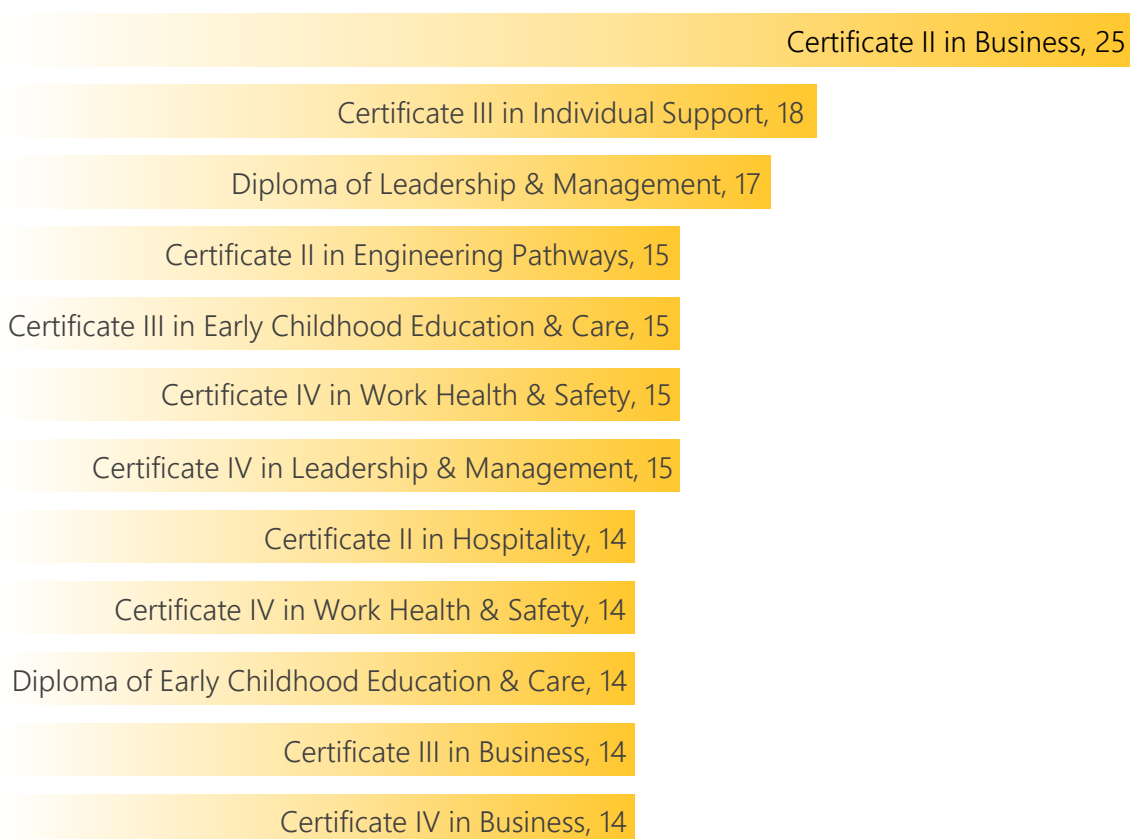 Certificate II in Business, 25
Certificate III in Individual Support, 18
Diploma of Leadership & Management, 17
Certificate II in Engineering Pathways, 15
Certificate III in Early Childhood Education & Care, 15
Certificate IV in Work Health & Safety, 15
Certificate IV in Leadership & Management, 15
Certificate II in Hospitality, 14
Certificate IV in Work Health & Safety, 14
Diploma of Early Childhood Education & Care, 14
Certificate III in Business, 14
Certificate IV in Business, 14